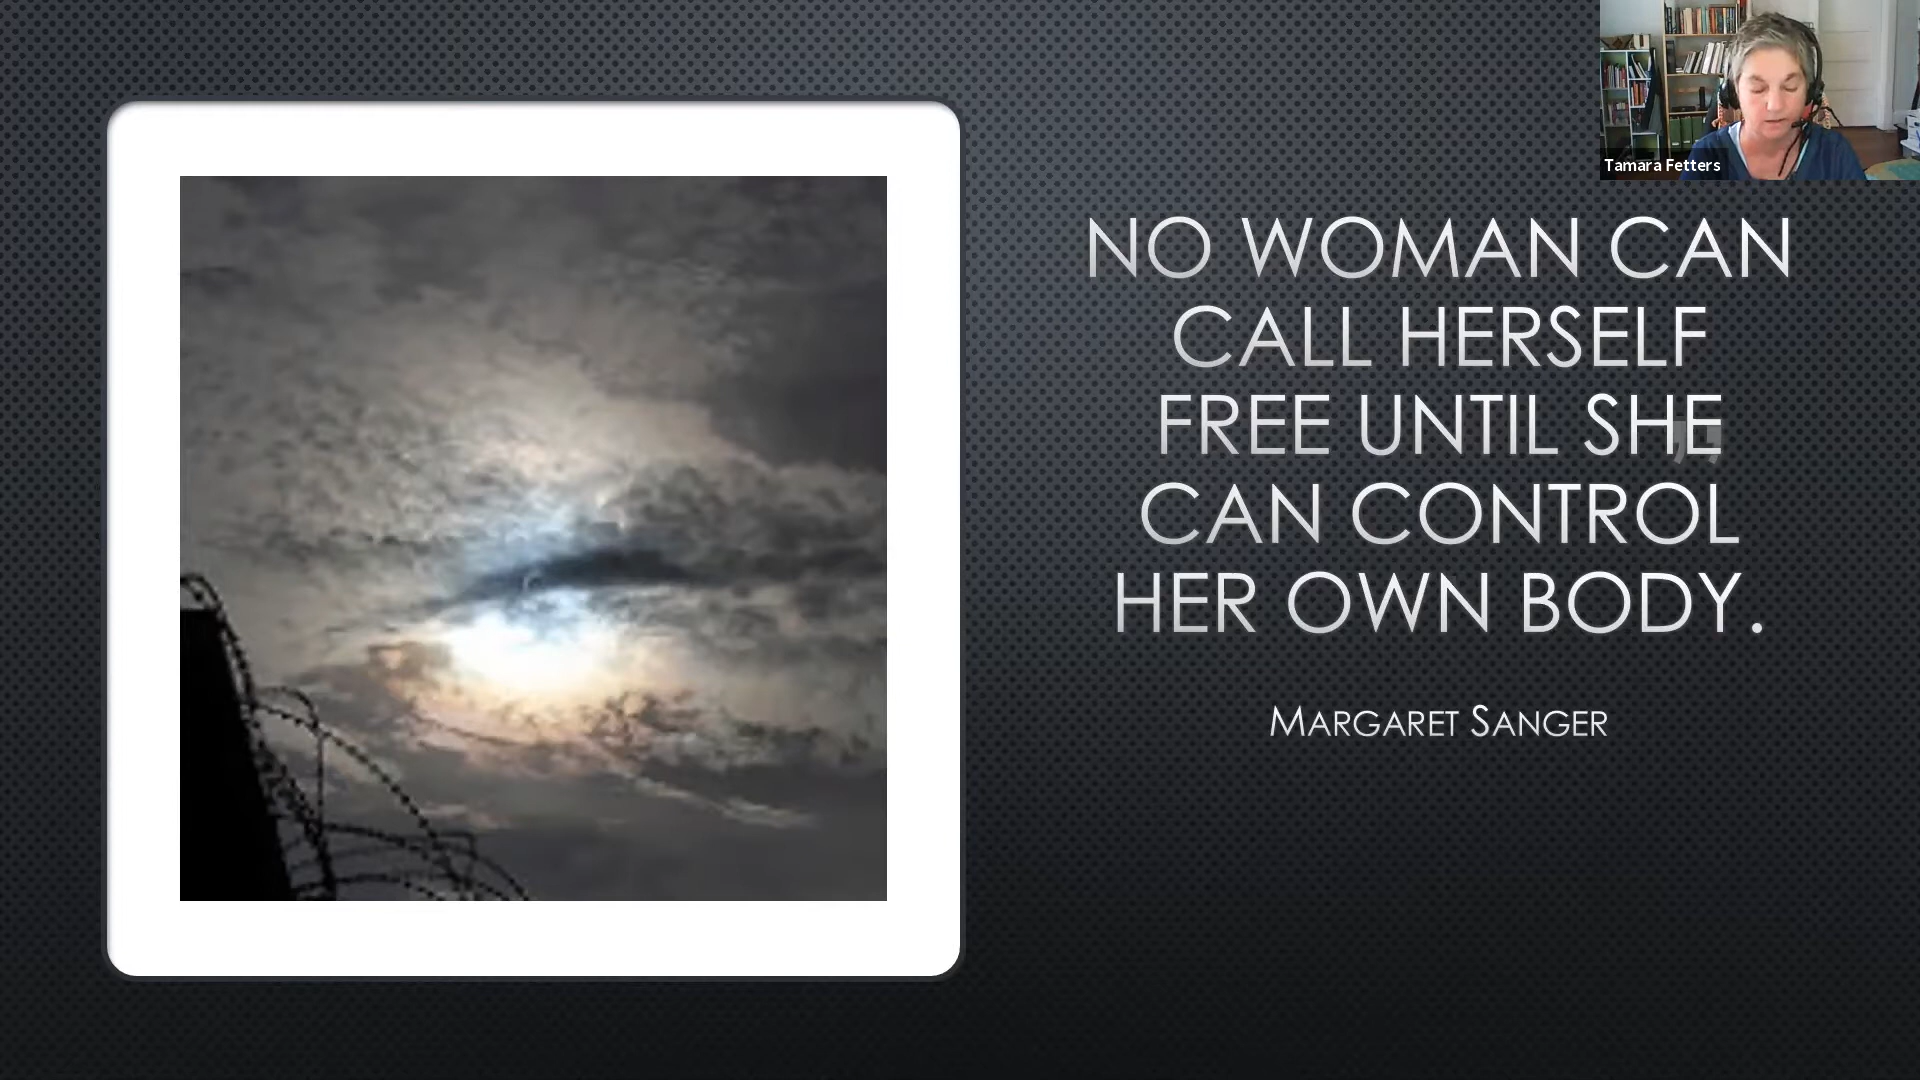 Tamara Fetters
NO WOMAN CAN
CALL HERSELF
FREE UNTIL SHE
CAN CONTROL
HER OWN BODY.
MARGARET SANGER